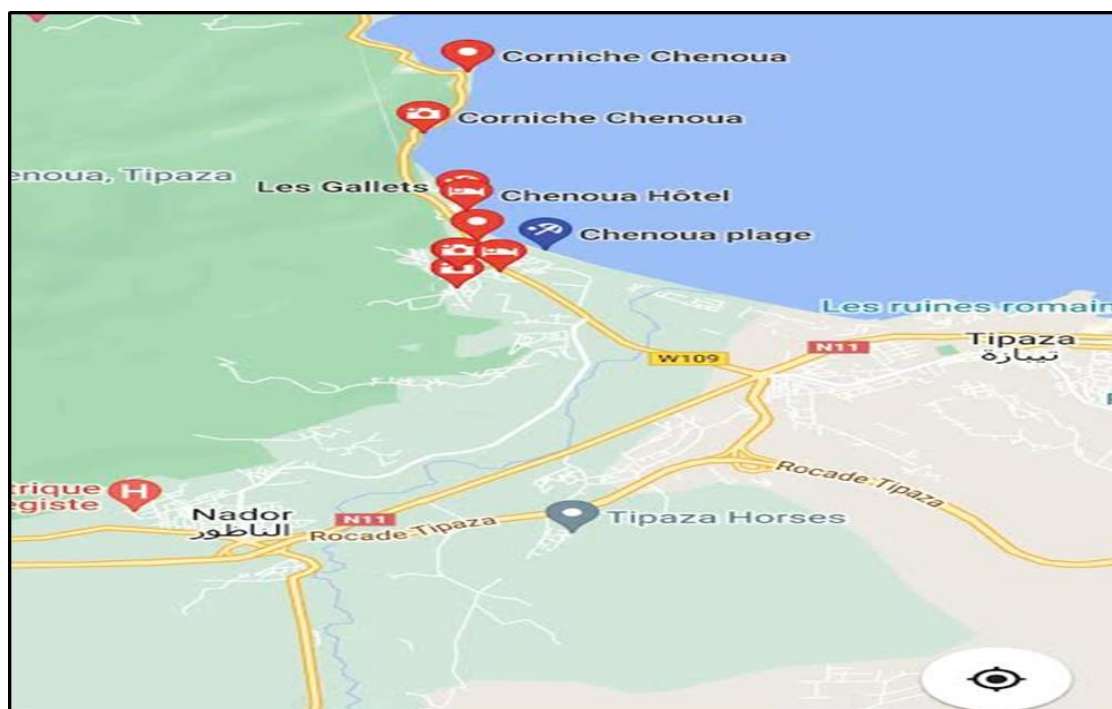 Corniche Chenoua
Corniche Chenoua
enoua, Tipaza
Les Gallets
Chenoua Hôtel
Chenoua plage
Les ruines romain
Tipaza
تيبازة
N11
W109
Rocade-Tipaza
trique
égiste
H
Nador
الناظور
N11
Rocade-Tipaza
Tipaza Horses